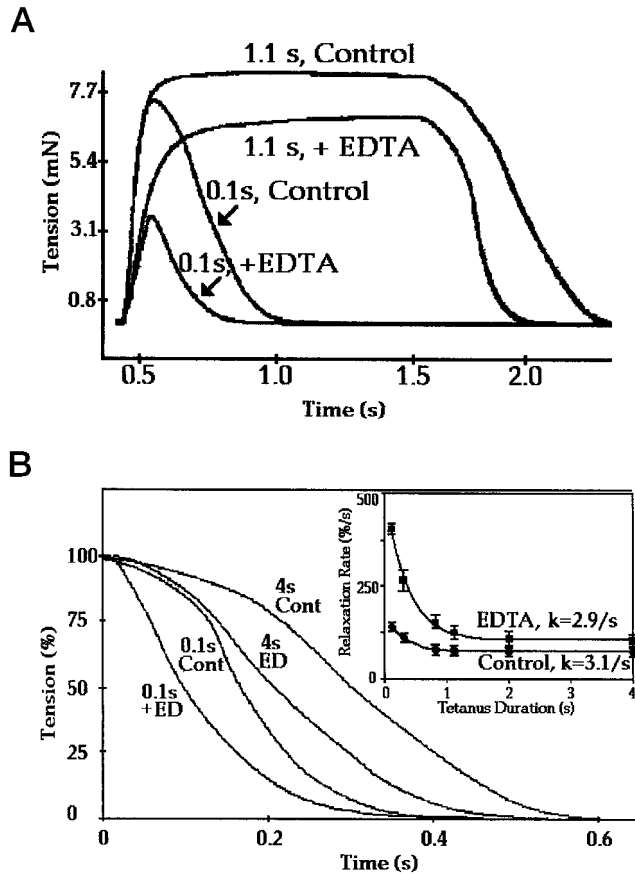 A
1.1 s, Control
7.7
5.4
3.1
0.8
Tension (mN)
1.1 s, + EDTA
0.1s, Control
0.1s, +EDTA
0.5
1.0
1.5
2.0
Time (s)
B
100
75
50
25
0
Tension (%)
4s
Cont
4s
ED
0.1s
Cont
0.1s
+ED
0
0.2
0.4
0.6
Time (s)
500
250
0
Relaxation Rate (%/s)
EDTA, k=2.9/s
Control, k=3.1/s
0
1
2
3
4
Tetanus Duration (s)